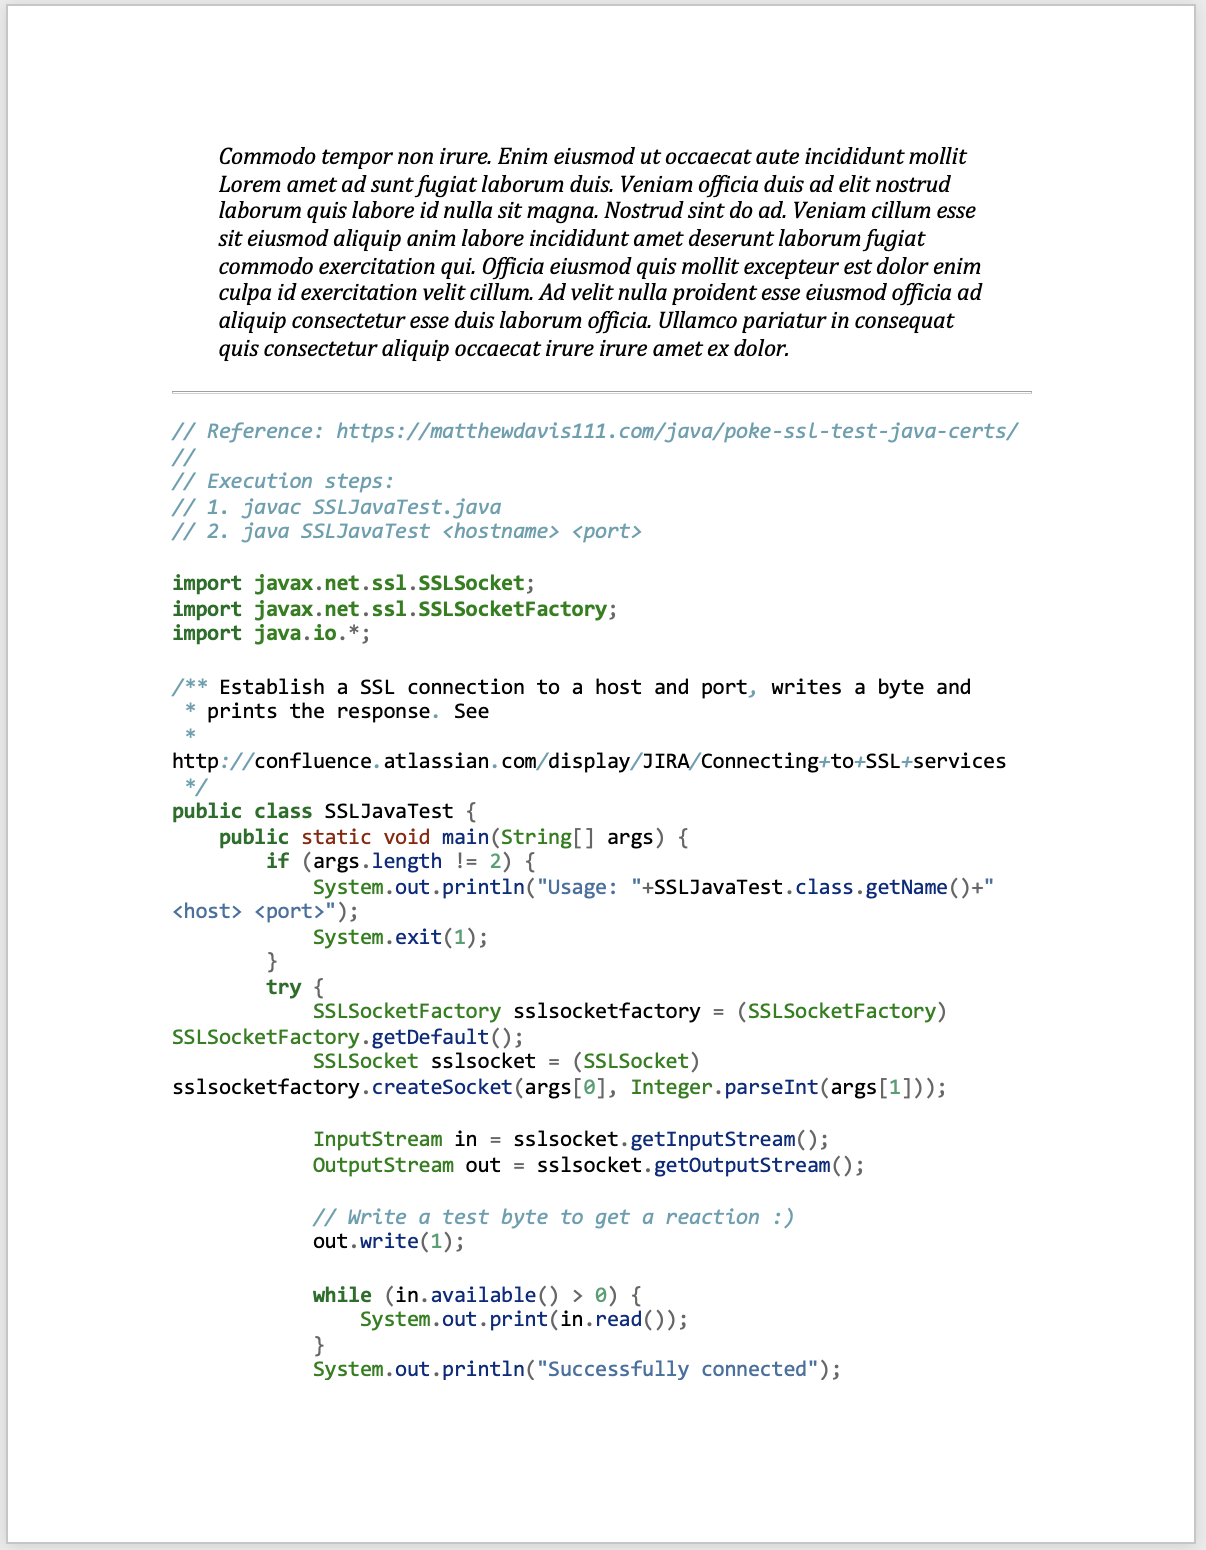 Commodo tempor non irure. Enim eiusmod ut occaecat aute incididunt mollit
Lorem amet ad sunt fugiat laborum duis. Veniam officia duis ad elit nostrud
laborum quis labore id nulla sit magna. Nostrud sint do ad. Veniam cillum esse
sit eiusmod aliquip anim labore incididunt amet deserunt laborum fugiat
commodo exercitation qui. Officia eiusmod quis mollit excepteur est dolor enim
culpa id exercitation velit cillum. Ad velit nulla proident esse eiusmod officia ad
aliquip consectetur esse duis laborum officia. Ullamco pariatur in consequat
quis consectetur aliquip occaecat irure irure amet ex dolor.
// Reference: https://matthewdavis111.com/java/poke-ssl-test-java-certs/
//
// Execution steps:
// 1. javac SSLJavaTest.java
// 2. java SSLJavaTest <hostname> <port>
import javax.net.ssl.SSLSocket;
import javax.net.ssl.SSLSocketFactory;
import java.io.*;
/** Establish a SSL connection to a host and port, writes a byte and
 * prints the response. See
 *
http://confluence.atlassian.com/display/JIRA/Connecting+to+SSL+services
 */
public class SSLJavaTest {
    public static void main(String[] args) {
        if (args.length != 2) {
            System.out.println("Usage: "+SSLJavaTest.class.getName()+"
<host> <port>");
            System.exit(1);
        }
        try {
            SSLSocketFactory sslsocketfactory = (SSLSocketFactory)
SSLSocketFactory.getDefault();
            SSLSocket sslsocket = (SSLSocket)
sslsocketfactory.createSocket(args[0], Integer.parseInt(args[1]));
            InputStream in = sslsocket.getInputStream();
            OutputStream out = sslsocket.getOutputStream();
            // Write a test byte to get a reaction :)
            out.write(1);
            while (in.available() > 0) {
                System.out.print(in.read());
            }
            System.out.println("Successfully connected");